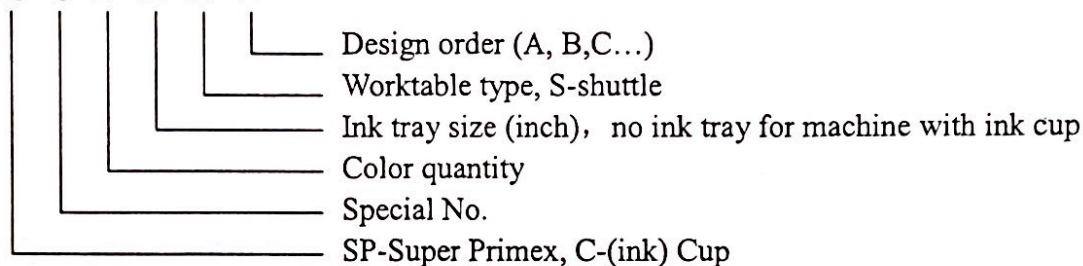 Design order (A, B,C…)
Worktable type, S-shuttle
Ink tray size (inch)， no ink tray for machine with ink cup
Color quantity
Special No.
SP-Super Primex, C-(ink) Cup